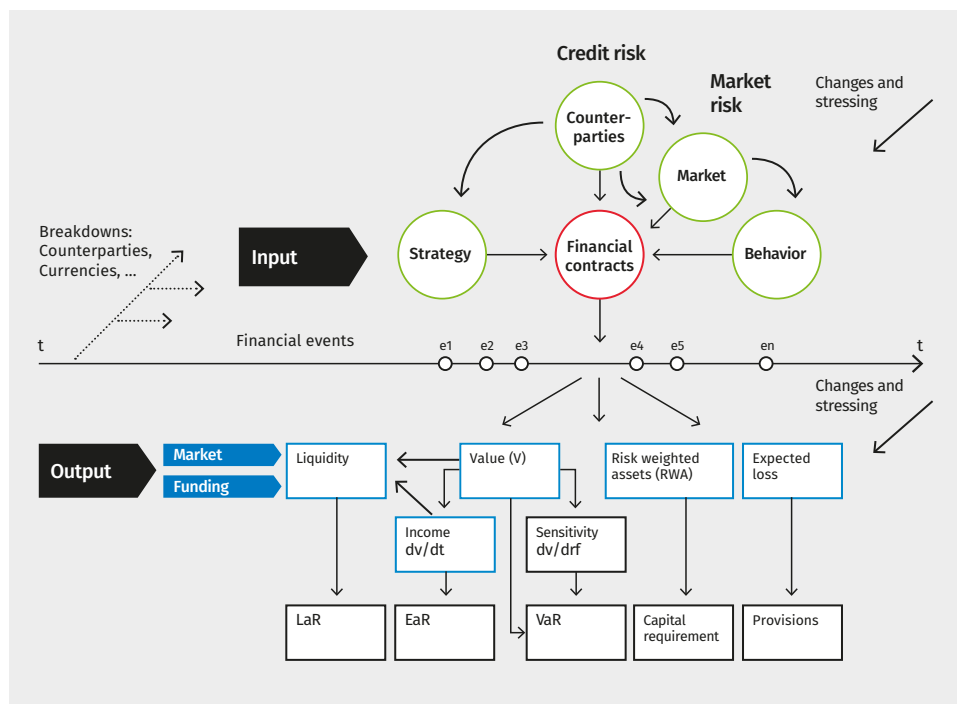 Credit risk
Market
risk
Changes and
stressing
Counter-
parties
Market
Breakdowns:
Counterparties,
Currencies, ...
Input
Strategy
Financial
contracts
Behavior
t
Financial events
e1
e2
e3
e4
e5
en
t
Changes and
stressing
Output
Market
Funding
Liquidity
Value (V)
Risk weighted
assets (RWA)
Expected
loss
Income
dv/dt
Sensitivity
dv/drf
LaR
EaR
VaR
Capital
requirement
Provisions